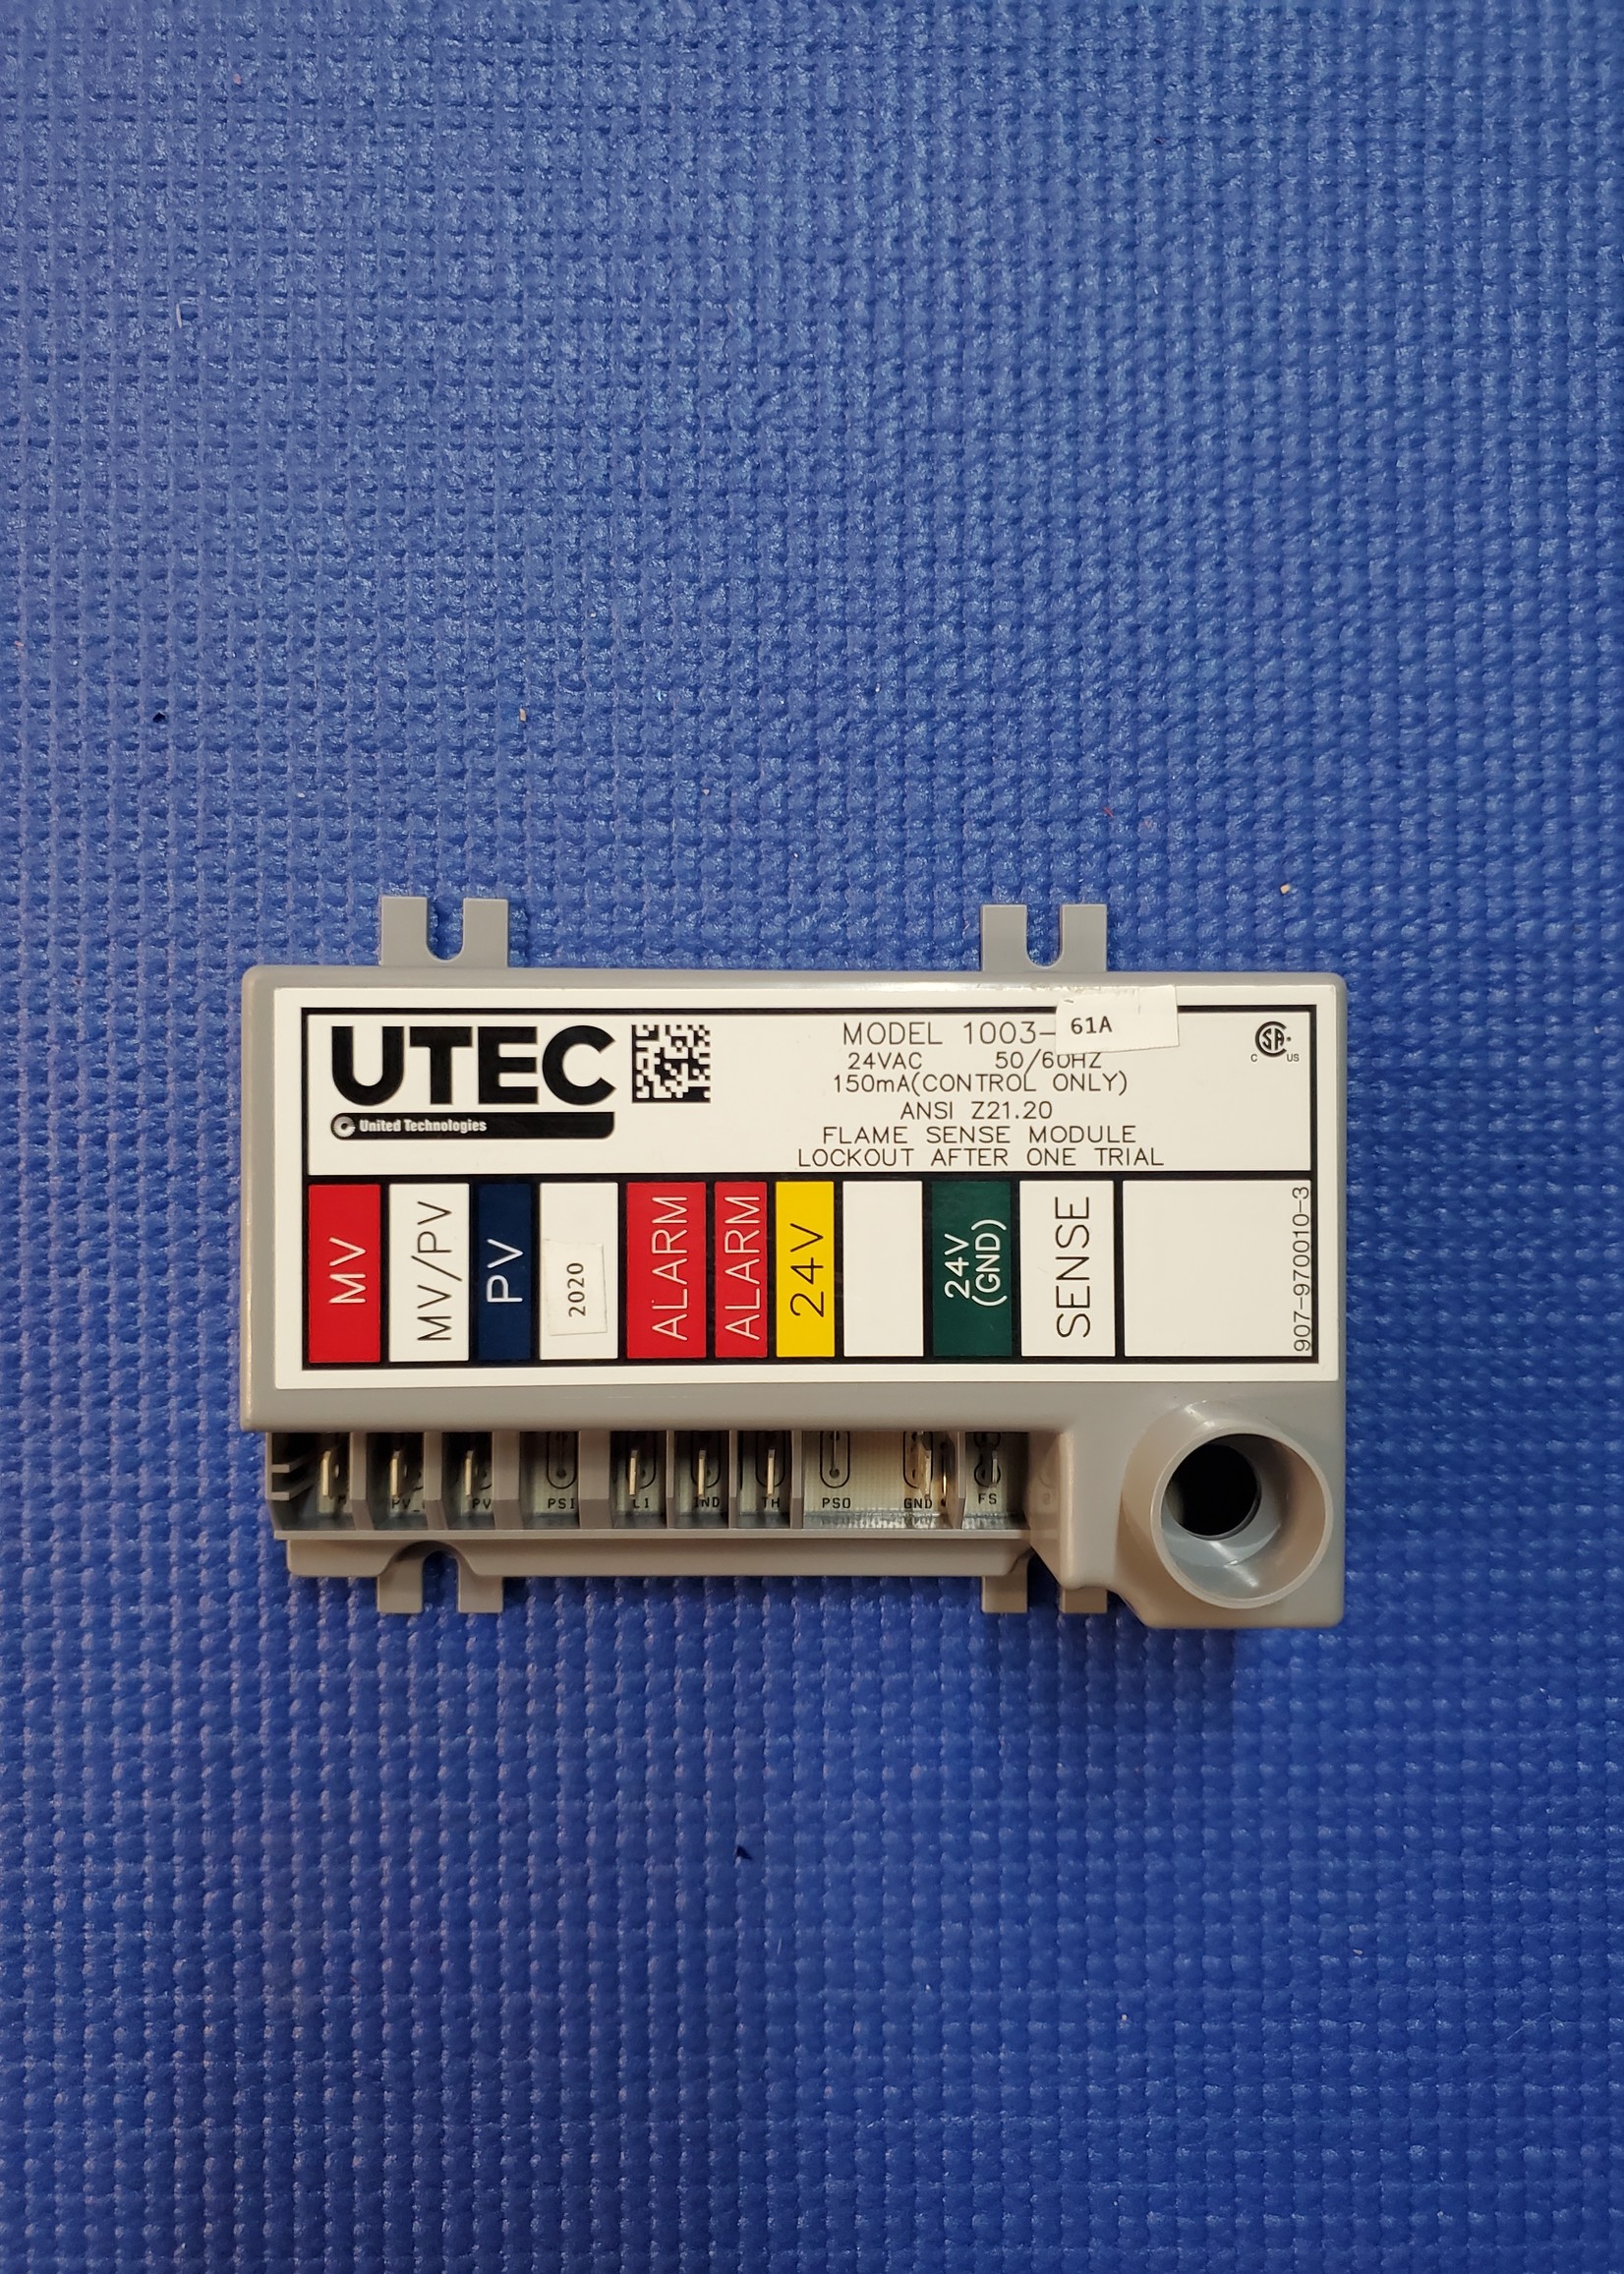 UTEC
United Technologies
MODEL 1003-61A
24VAC 50/60HZ
150mA(CONTROL ONLY)
ANSI Z21.20
FLAME SENSE MODULE
LOCKOUT AFTER ONE TRIAL
CSA
C US
MV
MV/PV
PV
2020
ALARM
ALARM
24V
24V
(GND)
SENSE
907-970010-3
PV
PSI
L1
IND
TH
PSO
GND
FS